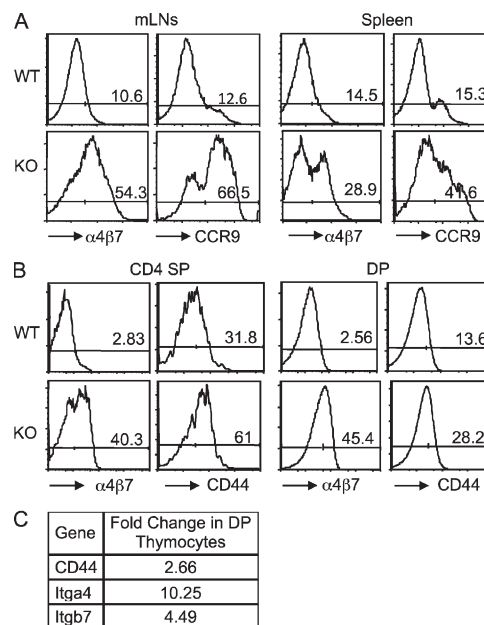 A
mLNs
Spleen
WT
10.6
12.6
14.5
15.3
KO
54.3
66.5
28.9
41.6
α4β7
CCR9
α4β7
CCR9
B
CD4 SP
DP
WT
2.83
31.8
2.56
13.6
KO
40.3
61
45.4
28.2
α4β7
CD44
α4β7
CD44
C
Gene Fold Change in DP
Thymocytes
CD44 2.66
Itga4 10.25
Itgb7 4.49